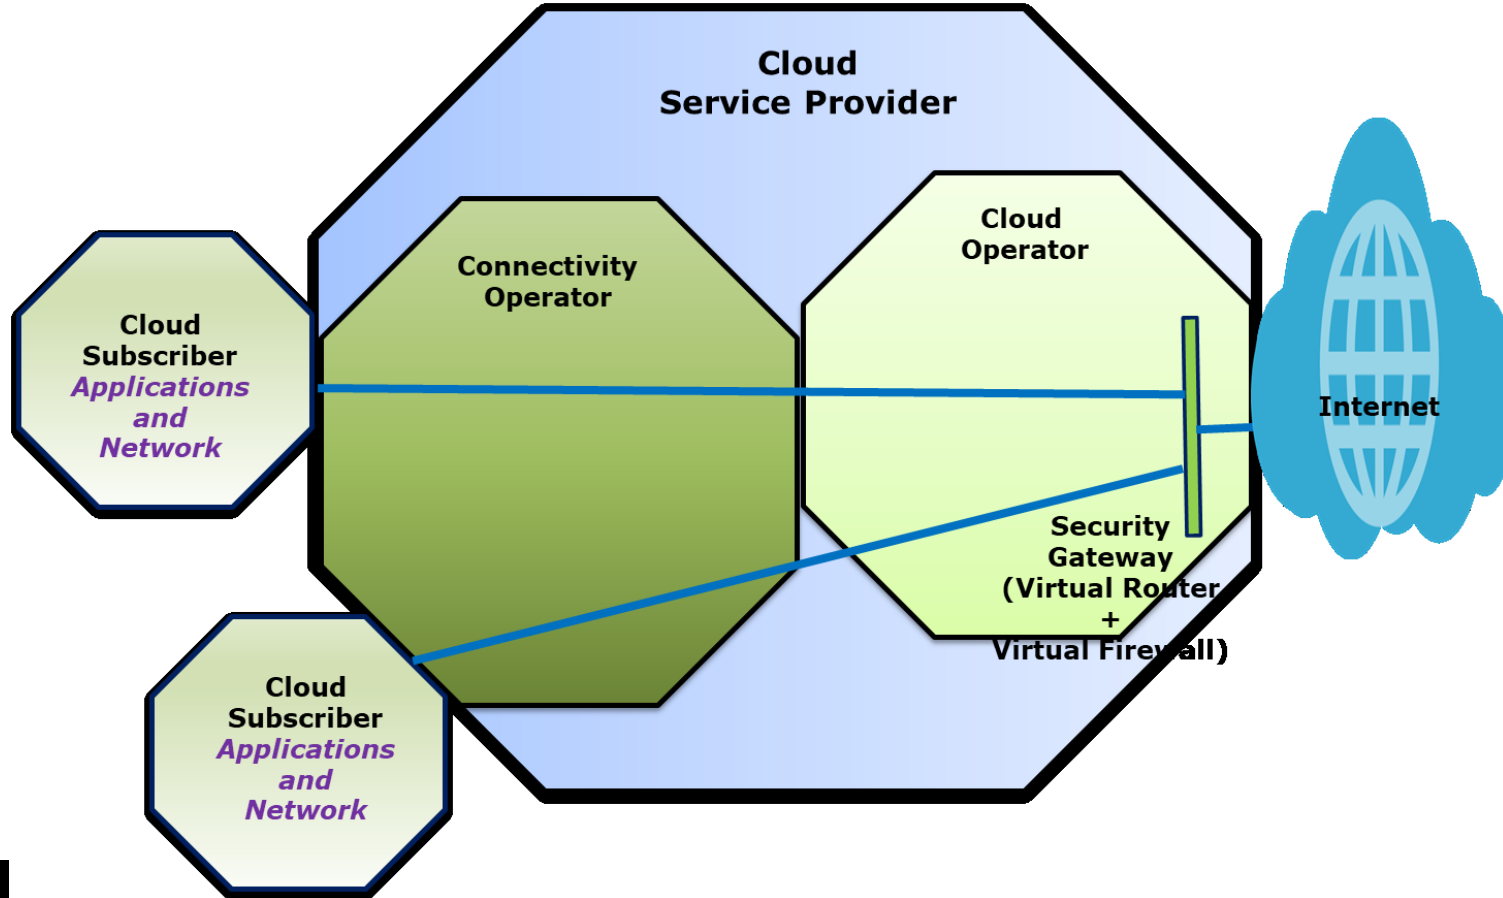 Cloud
Service Provider
Cloud
Operator
Connectivity
Operator
Cloud
Subscriber
Applications
and
Network
Internet
Security
Gateway
(Virtual Router
+
Virtual Firewall)
Cloud
Subscriber
Applications
and
Network